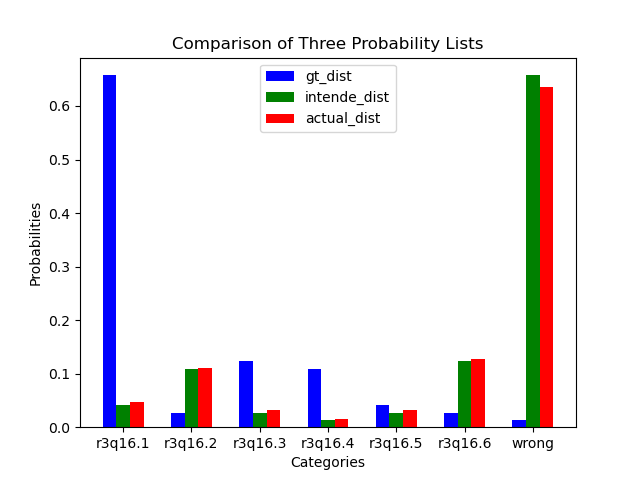 Comparison of Three Probability Lists
gt_dist
intende_dist
actual_dist
Probabilities
0.6
0.5
0.4
0.3
0.2
0.1
0.0
r3q16.1 r3q16.2 r3q16.3 r3q16.4 r3q16.5 r3q16.6 wrong
Categories